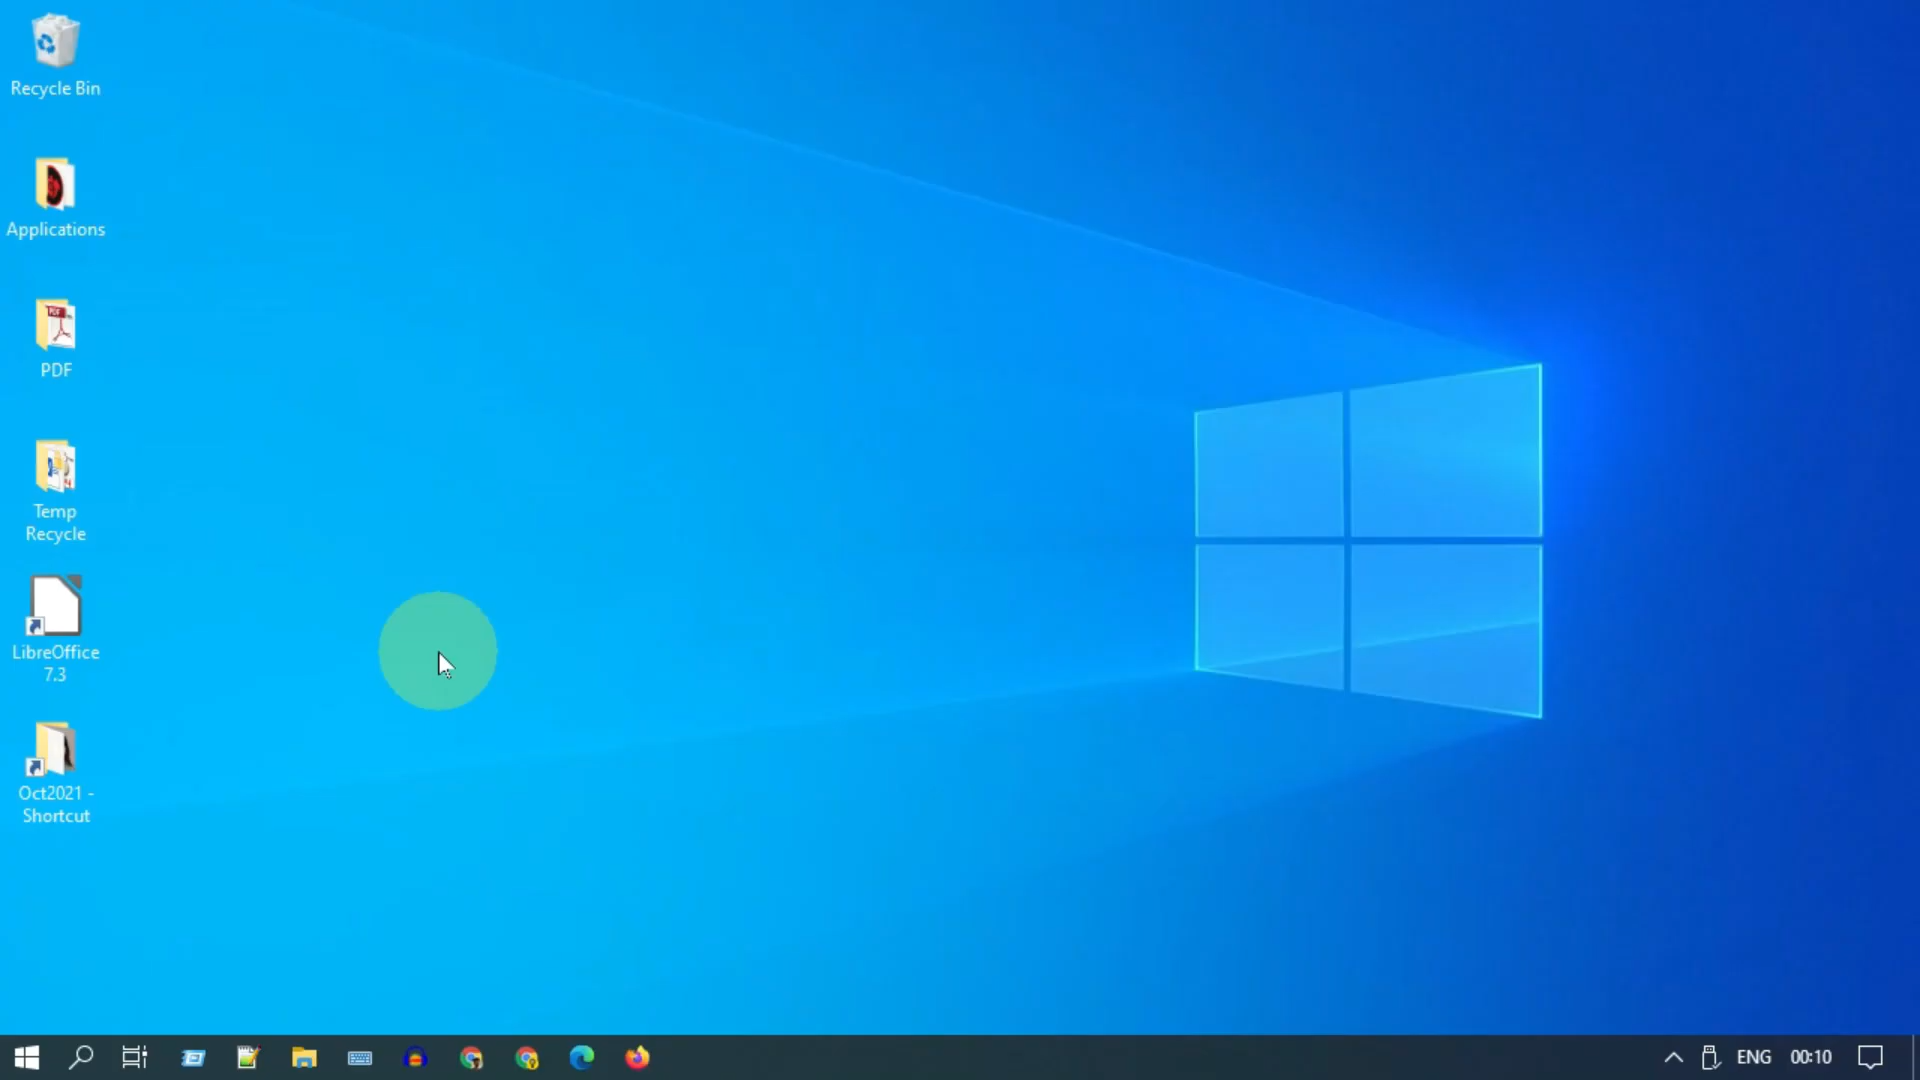 Recycle Bin
Applications
PDF
Temp
Recycle
LibreOffice
7.3
Oct2021 -
Shortcut
ENG 00:10